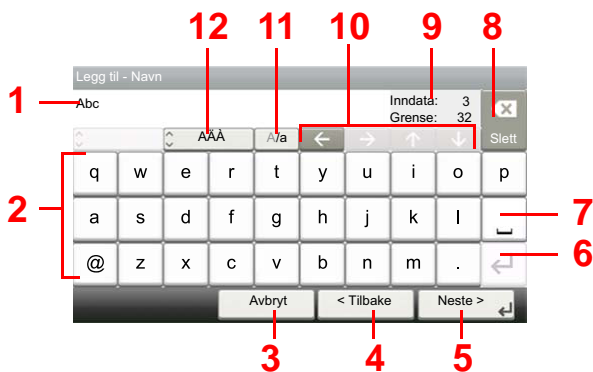 12 11 10 9 8
Legg til - Navn
1 Abc
Inndata: 3
Grense: 32
AÄÀ A/a ← → ↑ ↓ Slett
q w e r t y u i o p
2
a s d f g h j k l 7
@ z x c v b n m . 6
Avbryt < Tilbake Neste >
3 4 5